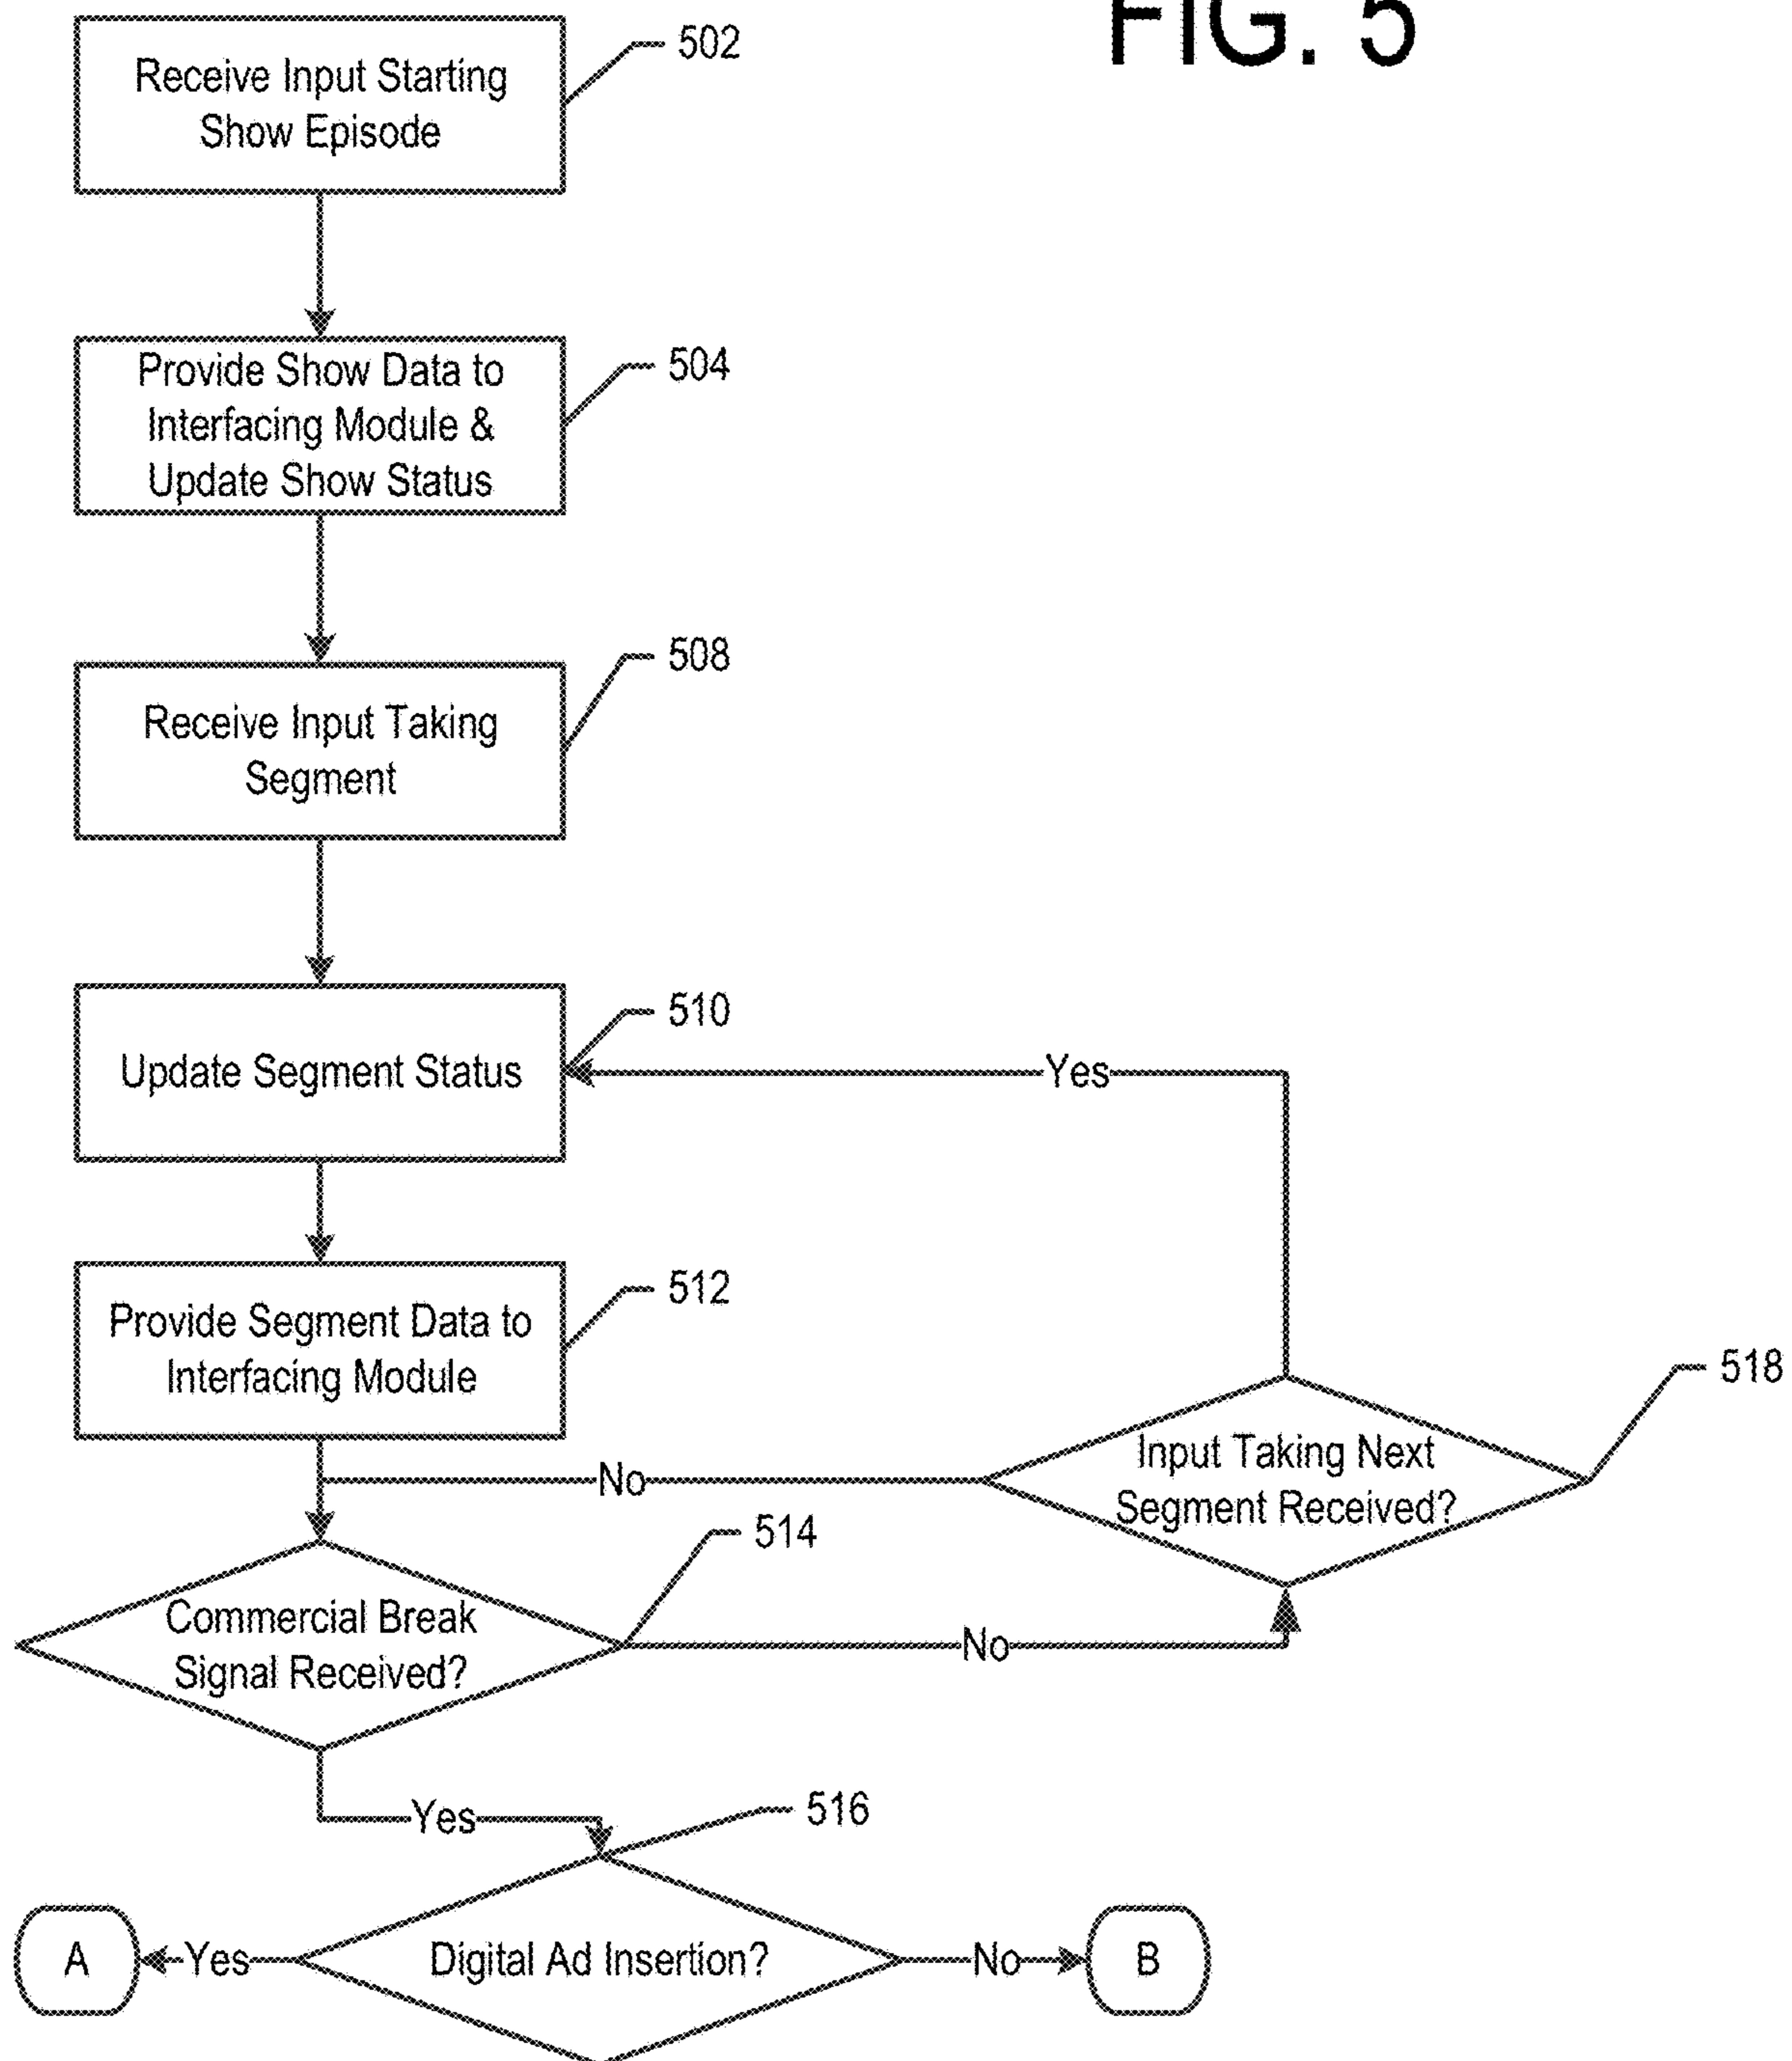 FIG. 5
Receive Input Starting
Show Episode
502
Provide Show Data to
Interfacing Module &
Update Show Status
504
Receive Input Taking
Segment
508
Update Segment Status
510
Yes
Provide Segment Data to
Interfacing Module
512
Input Taking Next
Segment Received?
518
No
Commercial Break
Signal Received?
514
No
Yes
516
Digital Ad Insertion?
Yes
A
No
B